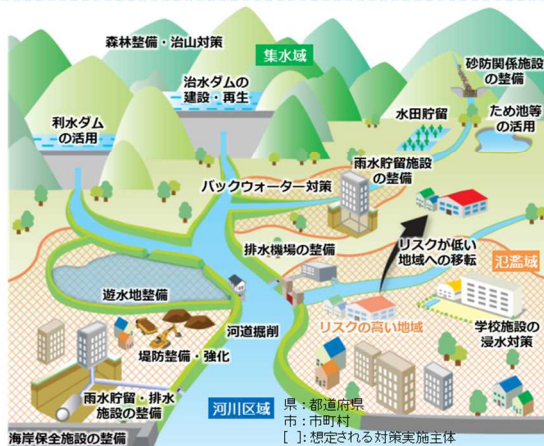 森林整備・治山対策
集水域
砂防関係施設
の整備
治水ダムの
建設・再生
利水ダム
の活用
水田貯留
ため池等
の活用
雨水貯留施設
の整備
バックウォーター対策
排水機場の整備
リスクが低い
地域への移転
氾濫域
遊水地整備
リスクの高い地域
学校施設の
浸水対策
河道掘削
堤防整備・強化
雨水貯留・排水
施設の整備
河川区域
県：都道府県
市：市町村
[ ]：想定される対策実施主体
海岸保全施設の整備